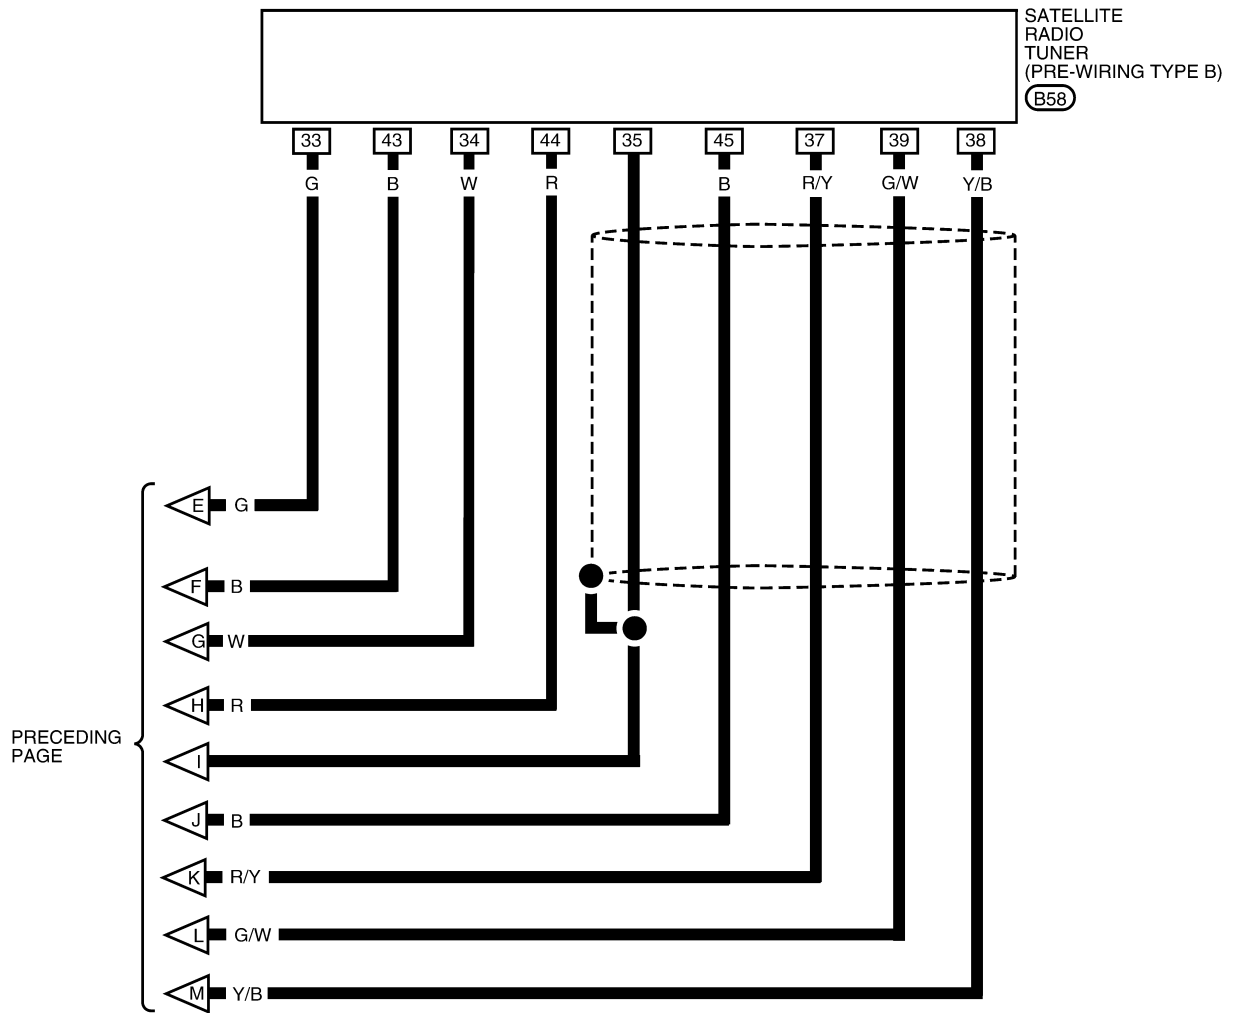 SATELLITE
RADIO
TUNER
(PRE-WIRING TYPE B)
B58
33 43 34 44 35 45 37 39 38
G B W R B R/Y G/W Y/B
E G
F B
G W
H R
PRECEDING
PAGE
I
J B
K R/Y
L G/W
M Y/B